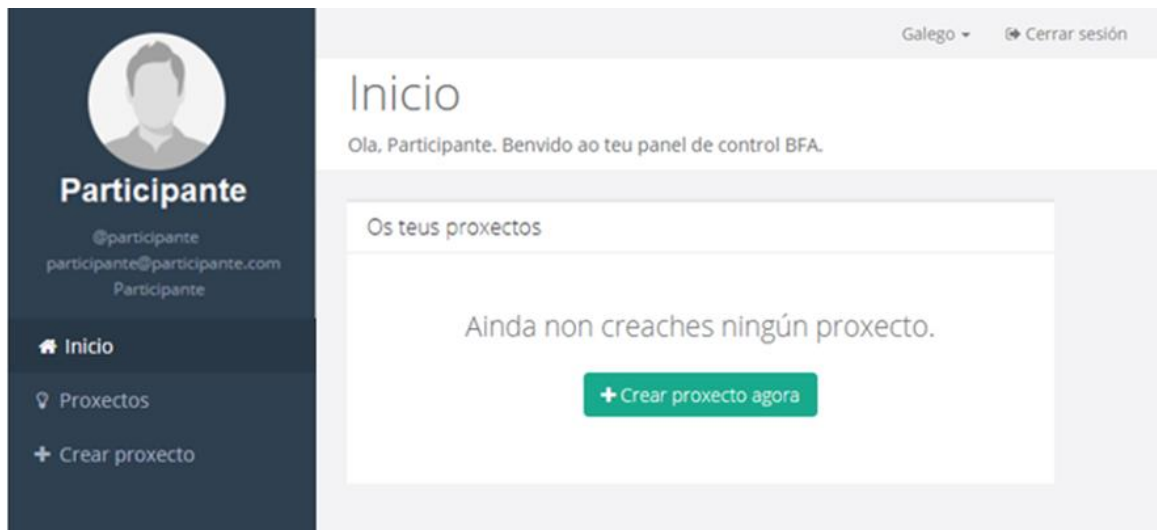 Participante
@participante
participante@participante.com
Participante
Inicio
Proxectos
Crear proxecto
Galego
Cerrar sesión
Inicio
Ola, Participante. Benvido ao teu panel de control BFA.
Os teus proxectos
Ainda non creaches ningún proxecto.
Crear proxecto agora